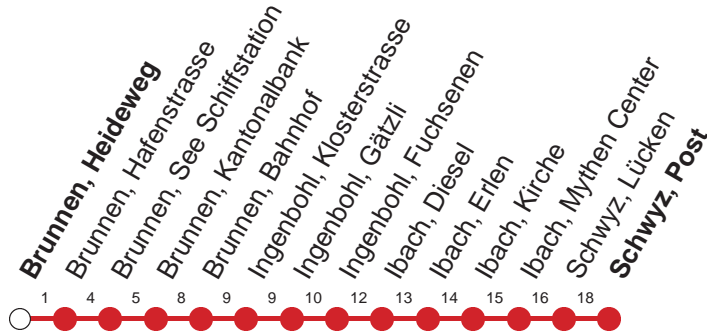 Brunnen, Heideweg
Brunnen, Hafenstrasse
Brunnen, See Schiffstation
Brunnen, Kantonalbank
Brunnen, Bahnhof
Ingenbohl, Klosterstrasse
Ingenbohl, Gätzli
Ingenbohl, Fuchsenen
Ibach, Diesel
Ibach, Erlen
Ibach, Kirche
Ibach, Mythen Center
Schwyz, Lücken
Schwyz, Post
1 4 5 8 9 9 10 12 13 14 15 16 18